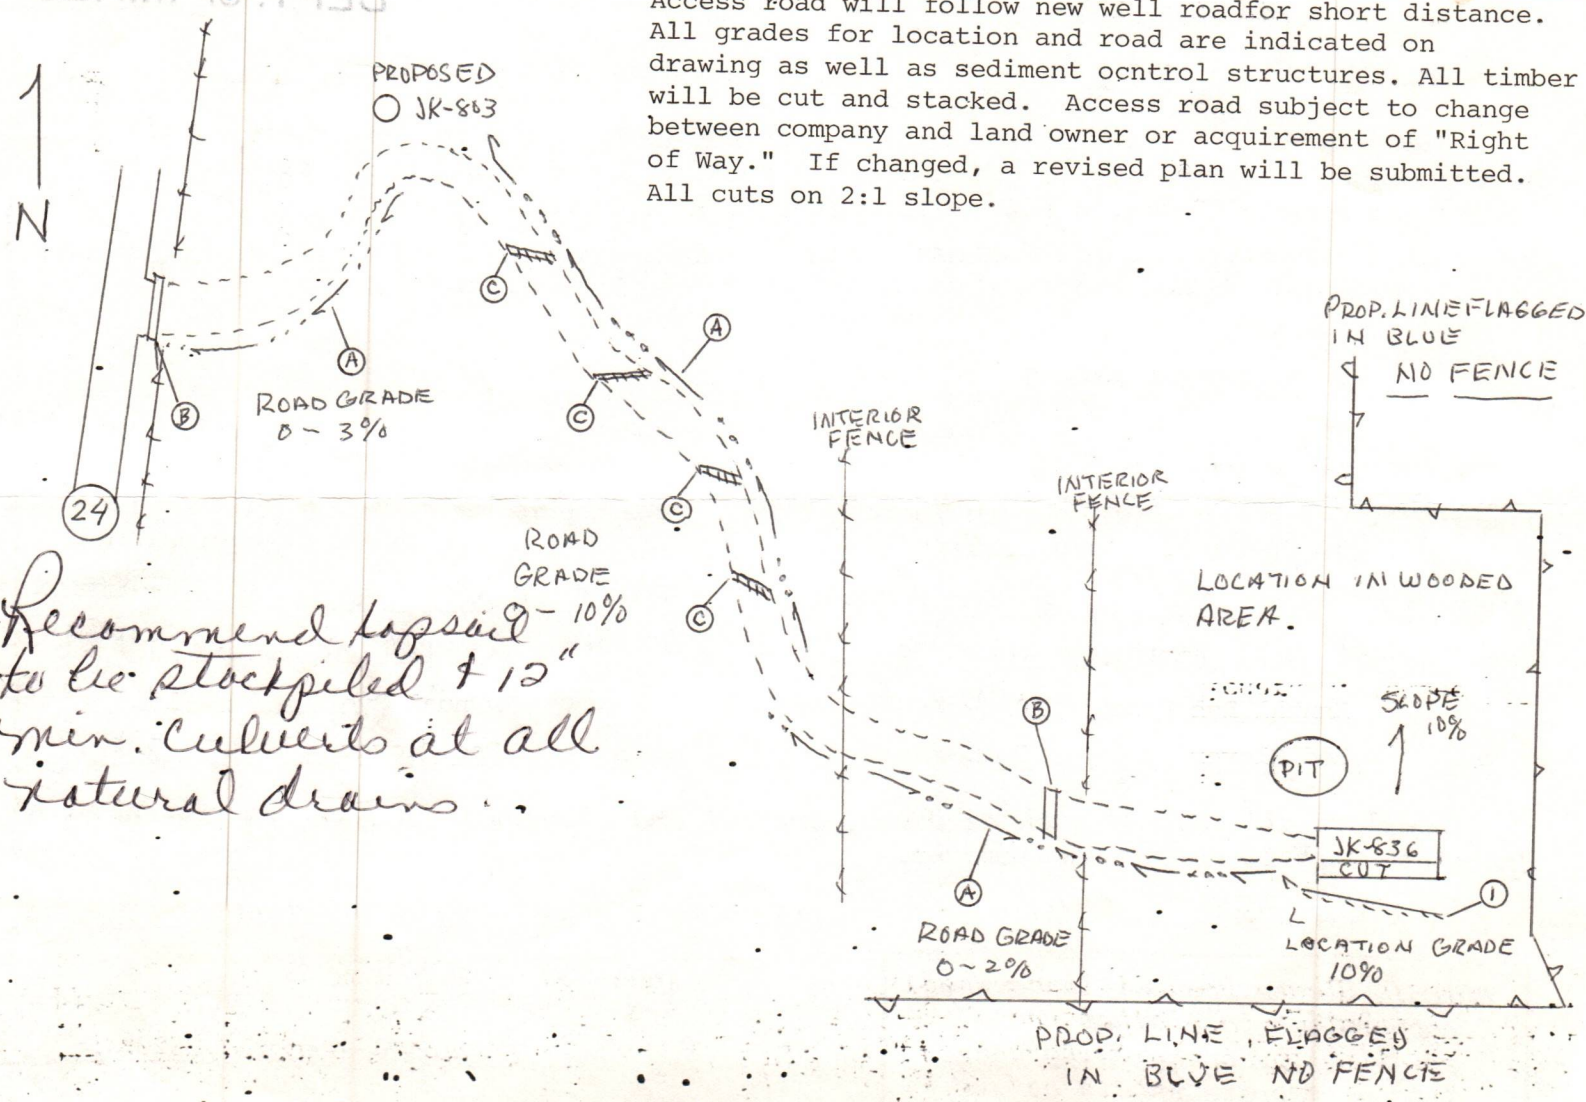 Access road will follow new well roadfor short distance.
All grades for location and road are indicated on
drawing as well as sediment ocntrol structures. All timber
will be cut and stacked. Access road subject to change
between company and land owner or acquirement of "Right
of Way." If changed, a revised plan will be submitted.
All cuts on 2:1 slope.
N
PROPOSED
JK-803
C
A
A
B
ROAD GRADE
0-3%
C
PROP. LINE FLAGGED
IN BLUE
NO FENCE
INTERIOR
FENCE
INTERIOR
FENCE
24
C
ROAD
GRADE
0-10%
C
LOCATION IN WOODED
AREA.
Recommend topsoil
to be stockpiled + 12"
min. culverts at all
natural drains.
SLOPE
10%
B
PIT
JK-836
CUT
A
1
L
ROAD GRADE
0-2%
LOCATION GRADE
10%
PROP. LINE, FLAGGED
IN BLUE NO FENCE